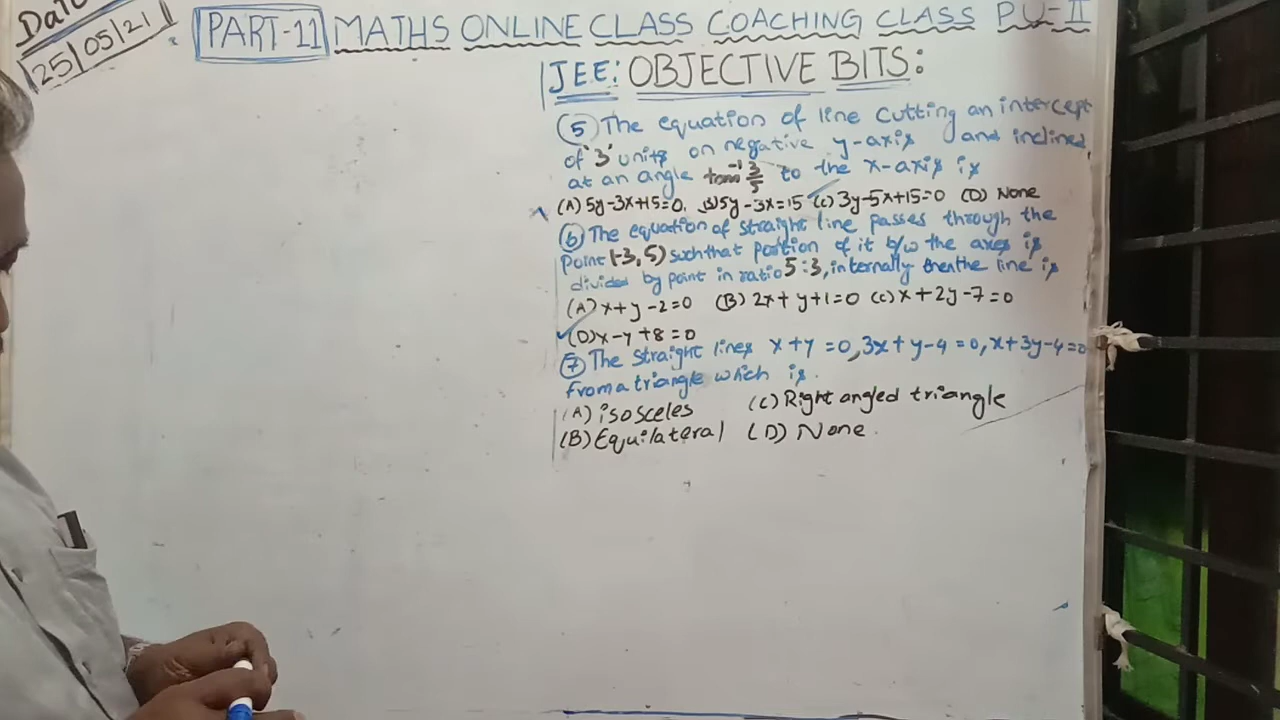 Date
25/05/21
PART-11 MATHS ONLINE CLASS COACHING CLASS P.U-II
JEE: OBJECTIVE BITS:
(5) The equation of line cutting an intercept
of '3' units on negative y-axis and inclined
at an angle tan⁻¹ 3/5 to the x-axis is
(A) 5y-3x+15=0. (B) 5y-3x=15 (C) 3y-5x+15=0 (D) None
(6) The equation of straight line passes through the
point (-3,5) such that portion of it b/w the axes is
divided by point in ratio 5:3, internally then the line is
(A) x+y-2=0 (B) 2x+y+1=0 (C) x+2y-7=0
(D) x-y+8=0
(7) The straight lines x+y=0, 3x+y-4=0, x+3y-4=0
from a triangle which is.
(A) isosceles (C) Right angled triangle
(B) Equilateral (D) None.